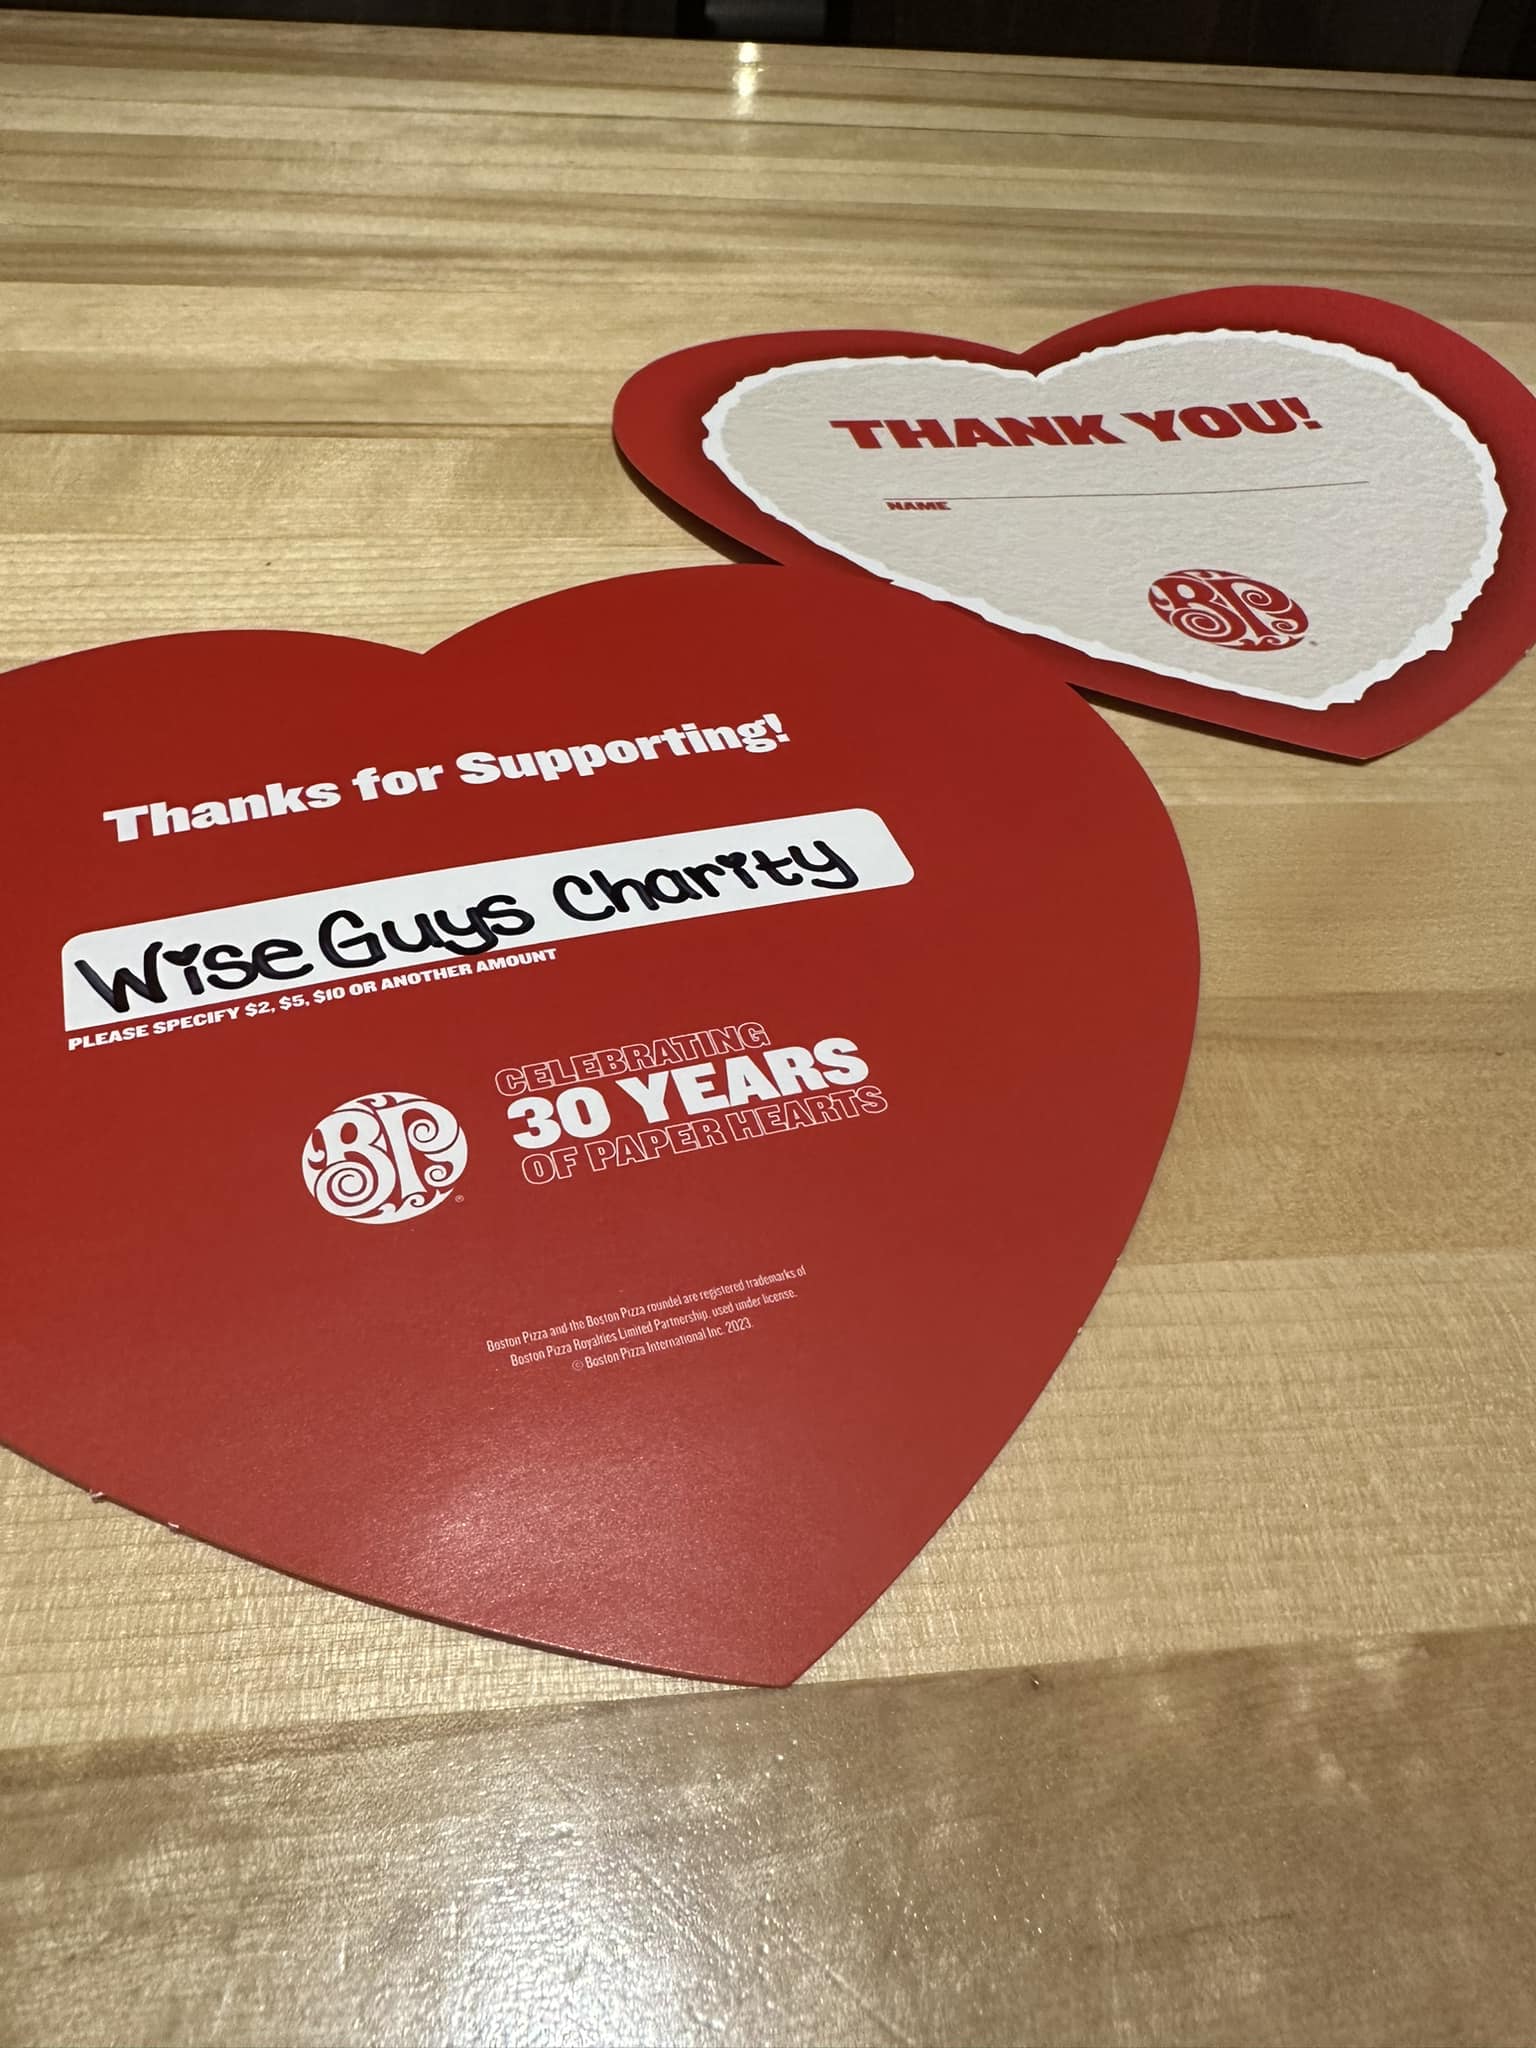 THANK YOU!
NAME
BP
Thanks for Supporting!
Wise Guys Charity
PLEASE SPECIFY $2, $5, $10 OR ANOTHER AMOUNT
BP
CELEBRATING
30 YEARS
OF PAPER HEARTS
Boston Pizza and the Boston Pizza roundel are registered trademarks of
Boston Pizza Royalties Limited Partnership, used under license.
© Boston Pizza International Inc. 2023.